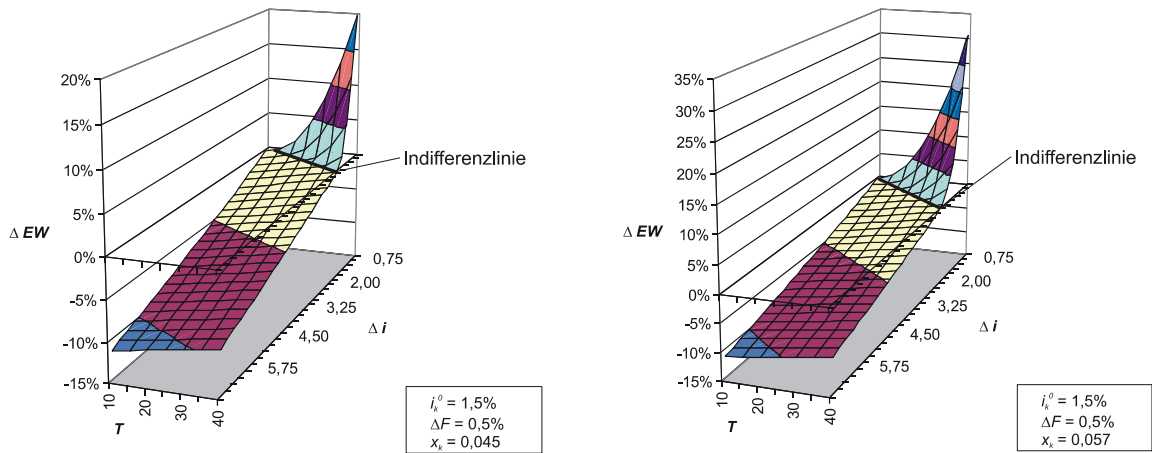 20%
15%
10%
5%
0%
-5%
-10%
-15%
Δ EW
10
20
30
40
T
0,75
2,00
3,25
4,50
5,75
Δ i
Indifferenzlinie
i_k^0 = 1,5%
ΔF = 0,5%
x_k = 0,045
35%
30%
25%
20%
15%
10%
5%
0%
-5%
-10%
-15%
Δ EW
10
20
30
40
T
0,75
2,00
3,25
4,50
5,75
Δ i
Indifferenzlinie
i_k^0 = 1,5%
ΔF = 0,5%
x_k = 0,057